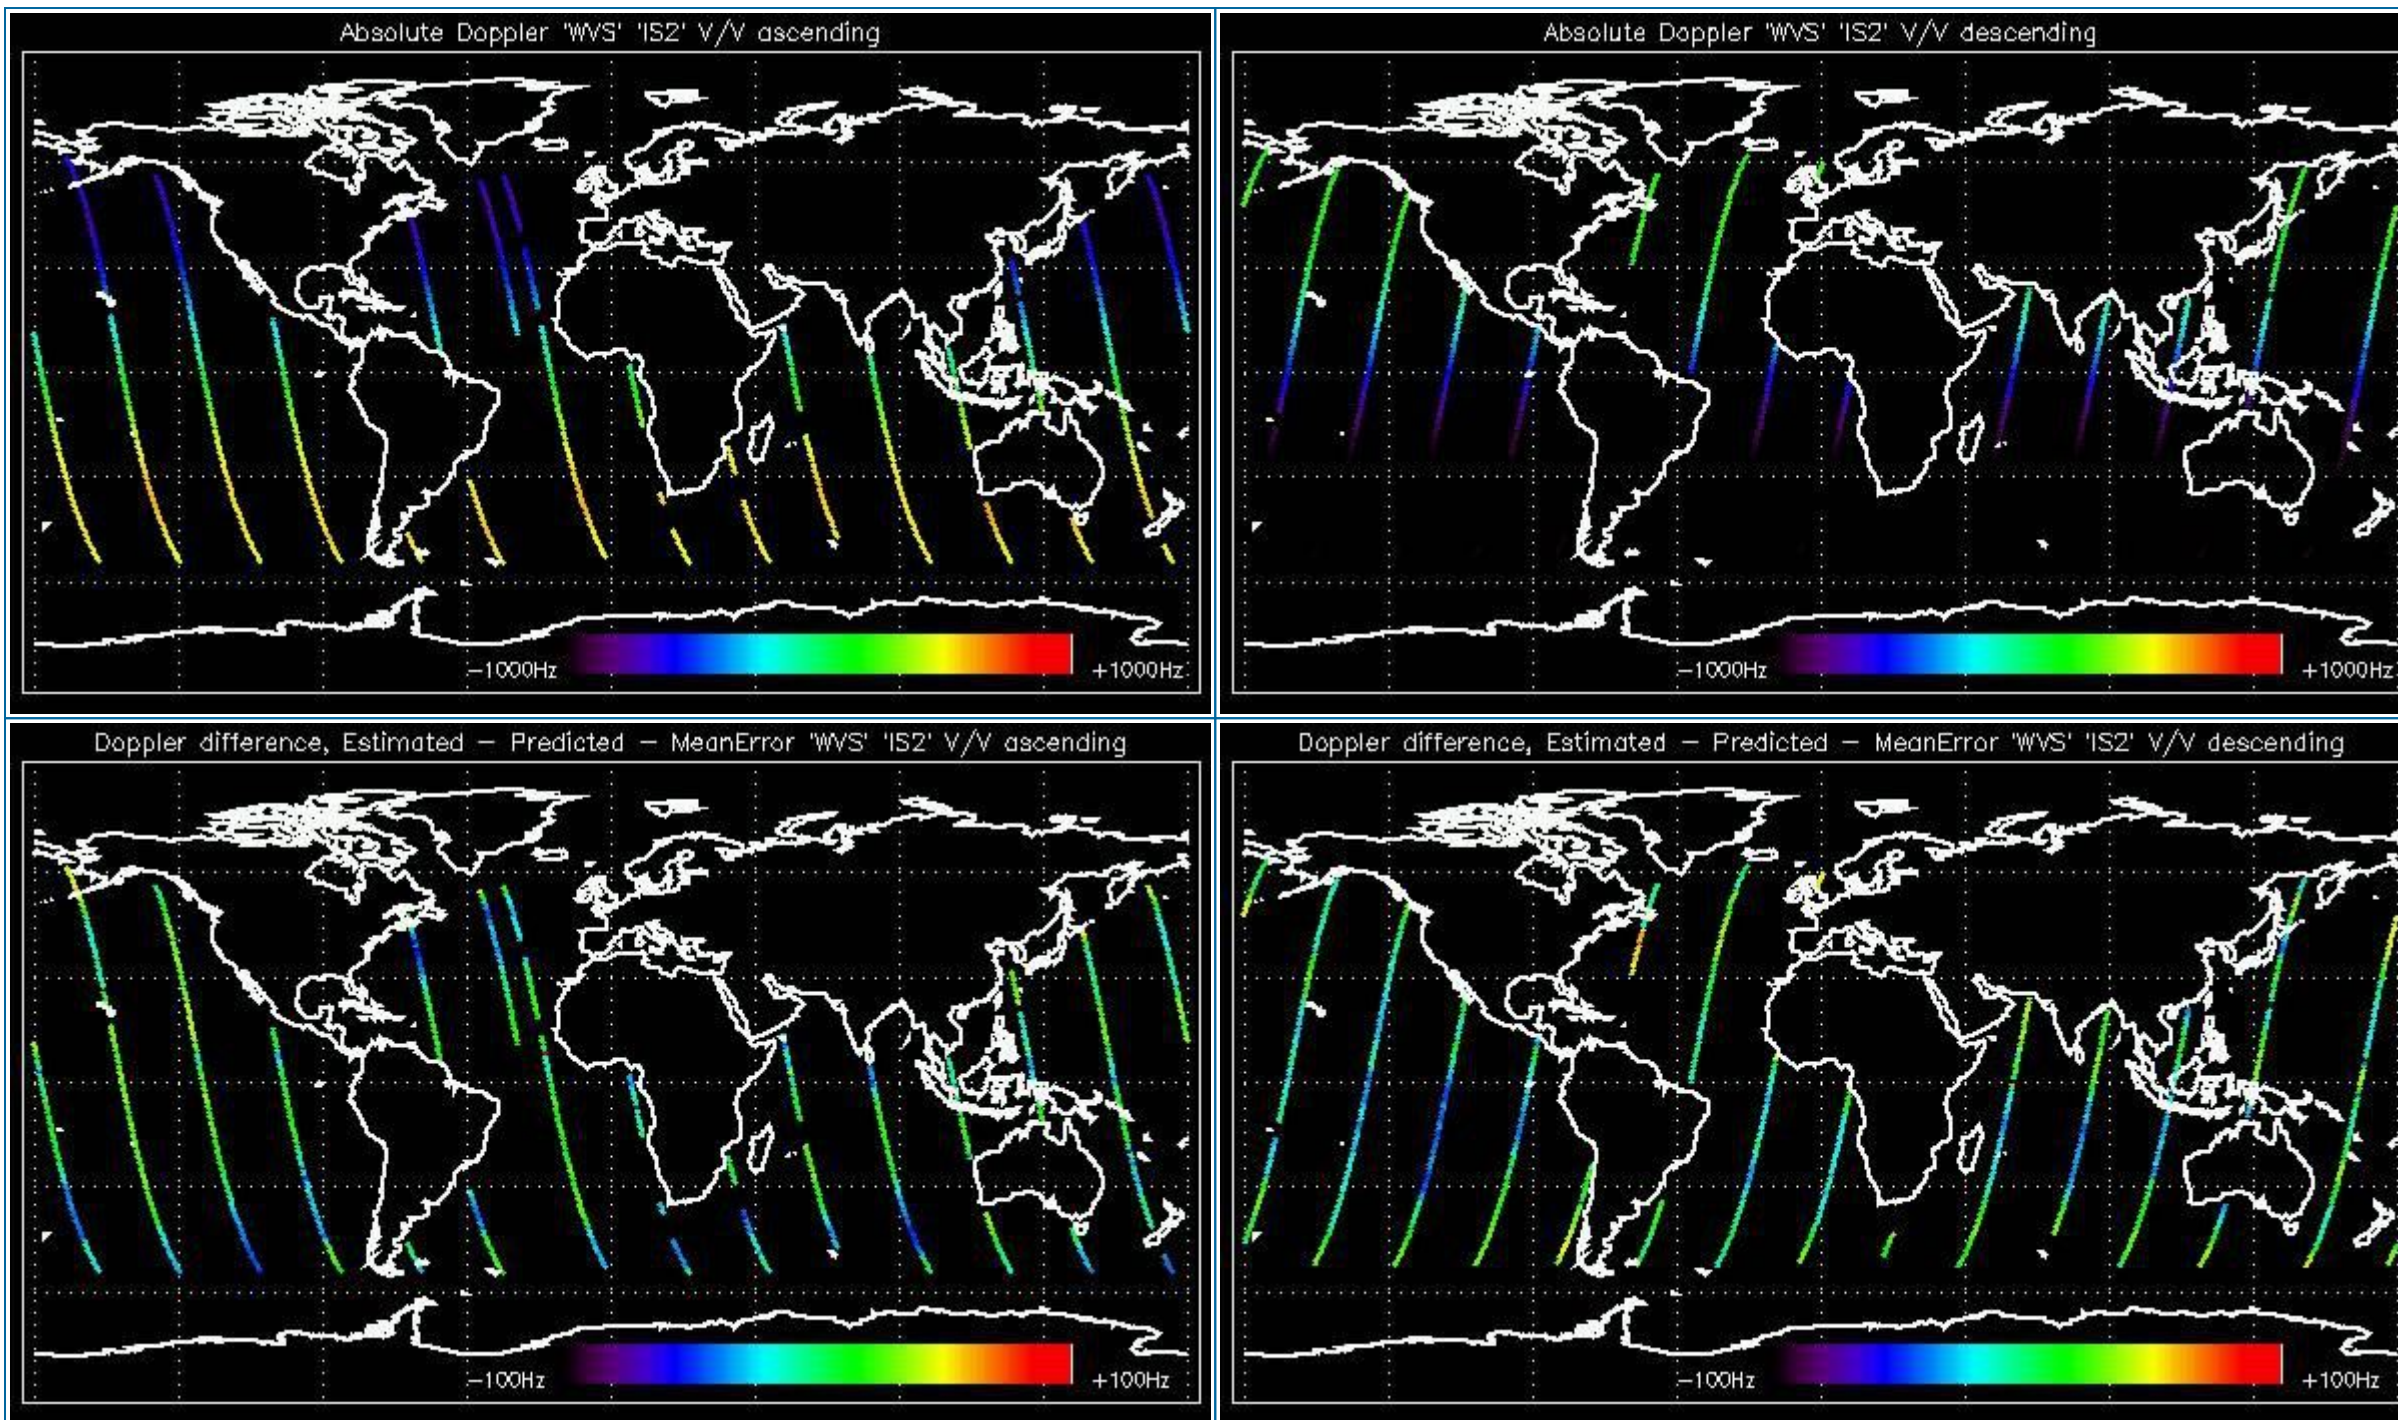 Absolute Doppler 'WVS' 'IS2' V/V ascending
-1000Hz
+1000Hz
Absolute Doppler 'WVS' 'IS2' V/V descending
-1000Hz
+1000Hz
Doppler difference, Estimated - Predicted - MeanError 'WVS' 'IS2' V/V ascending
-100Hz
+100Hz
Doppler difference, Estimated - Predicted - MeanError 'WVS' 'IS2' V/V descending
-100Hz
+100Hz